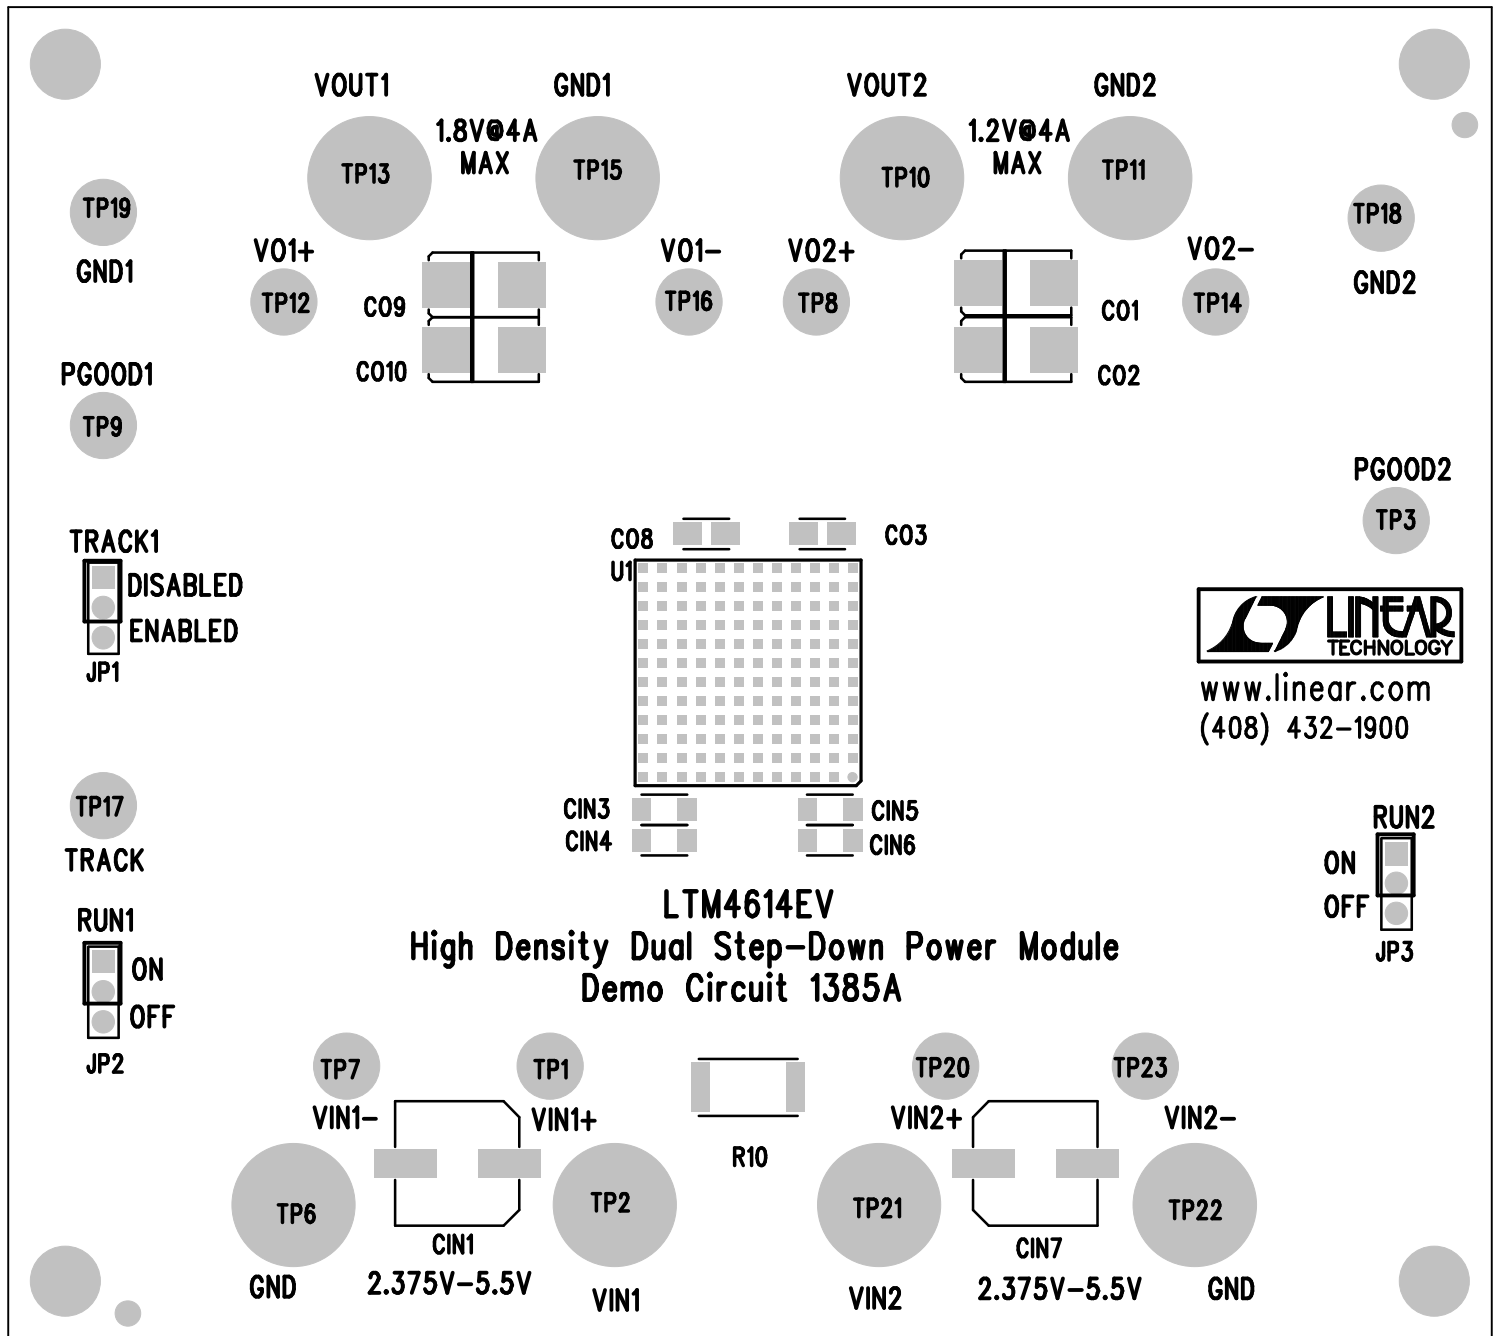 VOUT1
GND1
VOUT2
GND2
1.8V@4A
MAX
1.2V@4A
MAX
TP13
TP15
TP10
TP11
TP19
GND1
TP18
GND2
VO1+
TP12
VO1-
TP16
VO2+
TP8
VO2-
TP14
CO9
CO10
CO1
CO2
PGOOD1
TP9
PGOOD2
TP3
TRACK1
DISABLED
ENABLED
JP1
CO8
CO3
U1
LINEAR
TECHNOLOGY
www.linear.com
(408) 432-1900
TP17
TRACK
CIN3
CIN4
CIN5
CIN6
RUN2
ON
OFF
JP3
LTM4614EV
High Density Dual Step-Down Power Module
Demo Circuit 1385A
RUN1
ON
OFF
JP2
TP7
VIN1-
TP1
VIN1+
TP20
VIN2+
TP23
VIN2-
R10
TP6
GND
TP2
VIN1
CIN1
2.375V-5.5V
TP21
VIN2
CIN7
2.375V-5.5V
TP22
GND